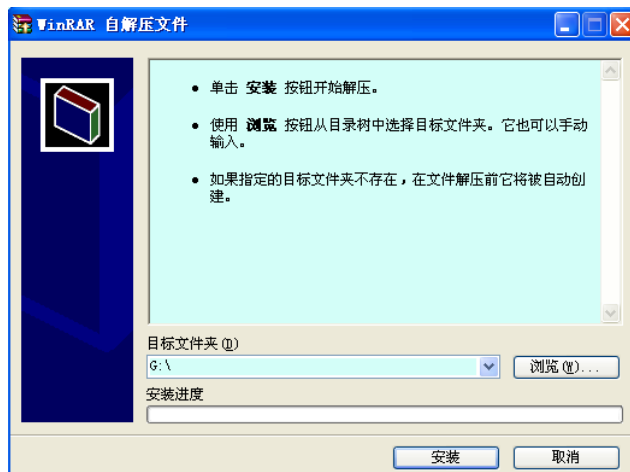 WinRAR 自解压文件
• 单击 安装 按钮开始解压。
• 使用 浏览 按钮从目录树中选择目标文件夹。它也可以手动
输入。
• 如果指定的目标文件夹不存在，在文件解压前它将被自动创
建。
目标文件夹(D)
G:\
浏览(W)...
安装进度
安装
取消